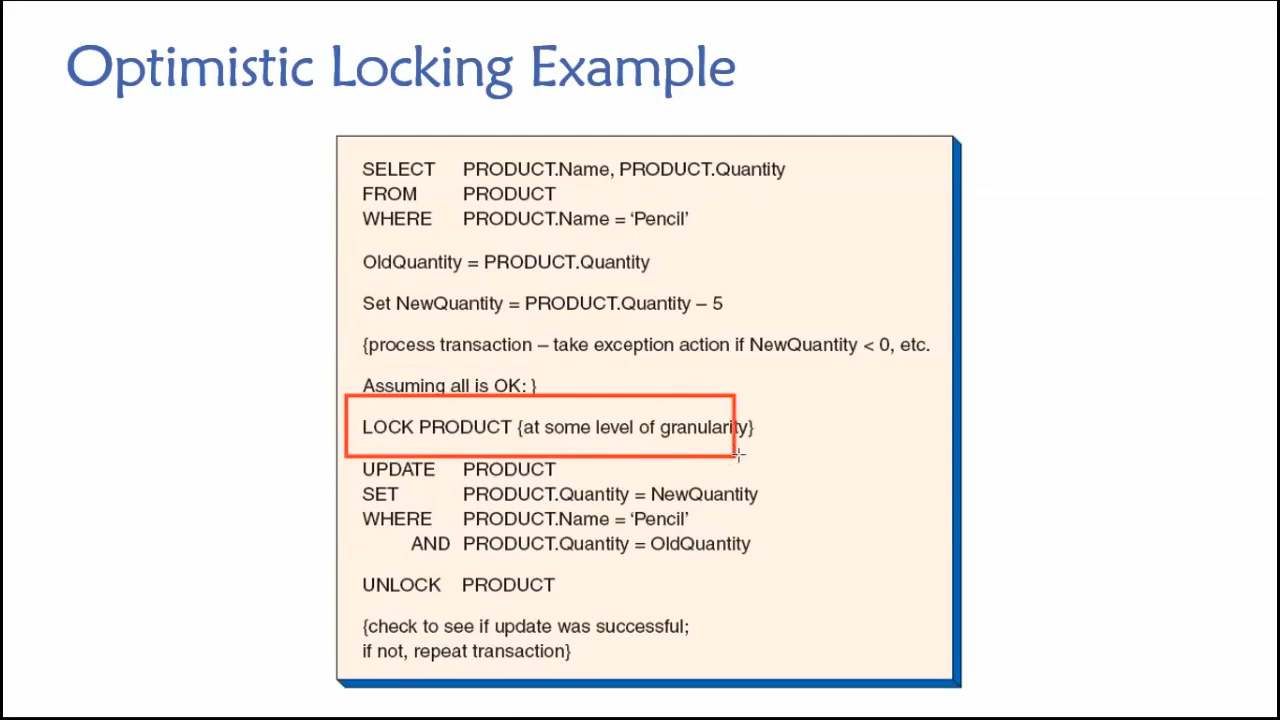 Optimistic Locking Example
SELECT PRODUCT.Name, PRODUCT.Quantity
FROM PRODUCT
WHERE PRODUCT.Name = ‘Pencil’
OldQuantity = PRODUCT.Quantity
Set NewQuantity = PRODUCT.Quantity – 5
{process transaction – take exception action if NewQuantity < 0, etc.
Assuming all is OK: }
LOCK PRODUCT {at some level of granularity}
UPDATE PRODUCT
SET PRODUCT.Quantity = NewQuantity
WHERE PRODUCT.Name = ‘Pencil’
AND PRODUCT.Quantity = OldQuantity
UNLOCK PRODUCT
{check to see if update was successful;
if not, repeat transaction}